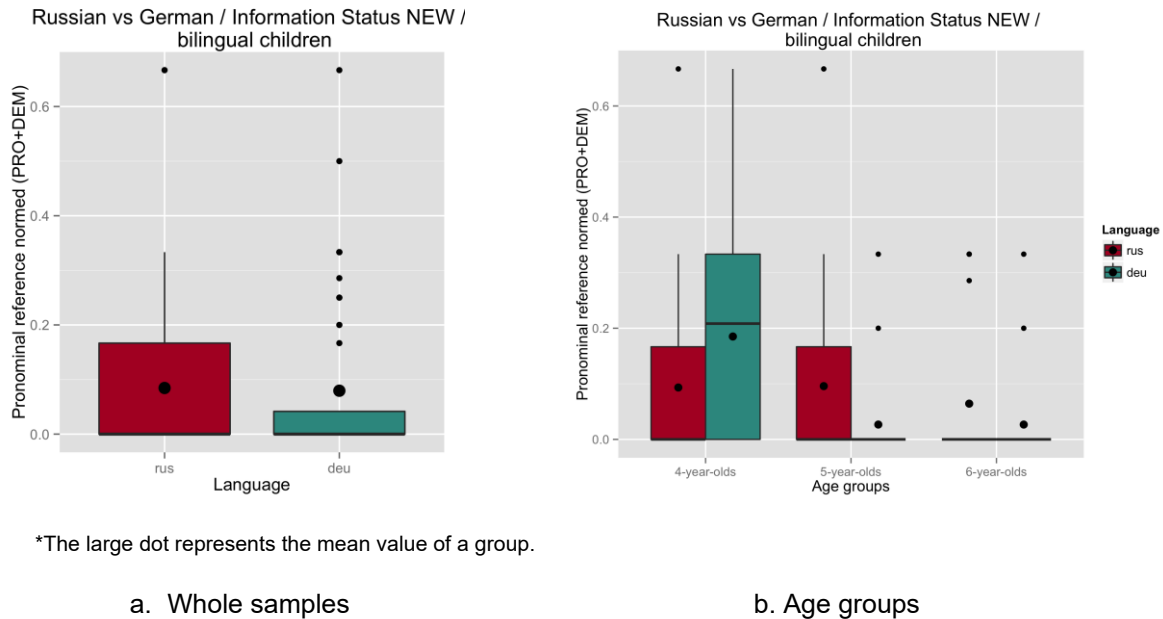 Russian vs German / Information Status NEW /
bilingual children
Pronominal reference normed (PRO+DEM)
0.6
0.4
0.2
0.0
rus
deu
Language
Russian vs German / Information Status NEW /
bilingual children
Pronominal reference normed (PRO+DEM)
0.6
0.4
0.2
0.0
4-year-olds
5-year-olds
6-year-olds
Age groups
Language
rus
deu
*The large dot represents the mean value of a group.
a. Whole samples
b. Age groups